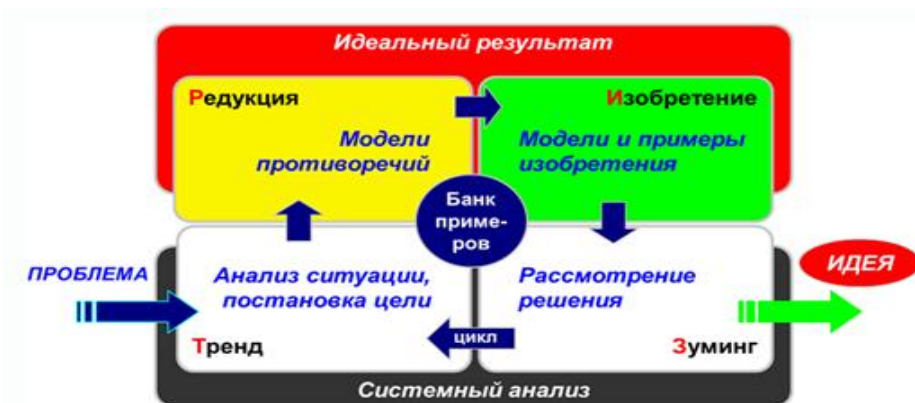 Идеальный результат
Редукция
Модели
противоречий
Изобретение
Модели и примеры
изобретения
Банк
приме-
ров
ПРОБЛЕМА
Анализ ситуации,
постановка цели
Тренд
цикл
Рассмотрение
решения
Зуминг
ИДЕЯ
Системный анализ